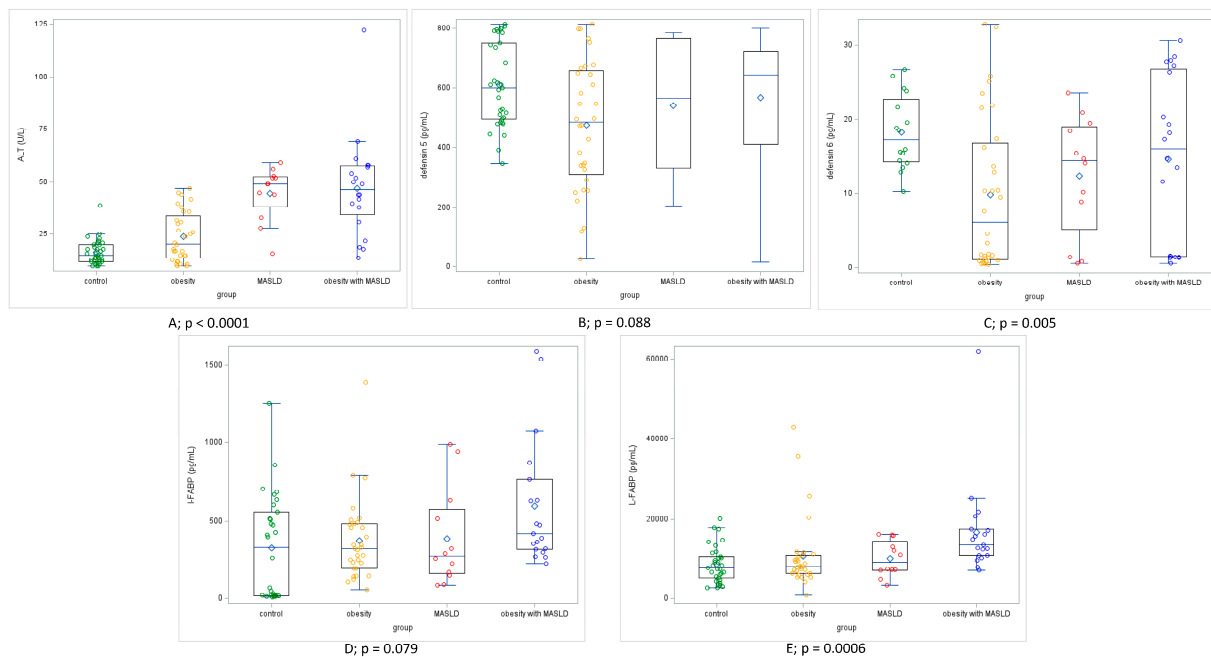 125
100
75
50
25
ALT (U/L)
control
obesity
MASLD
obesity with MASLD
group
A; p < 0.0001
800
600
400
200
0
defensin 5 (pg/mL)
control
obesity
MASLD
obesity with MASLD
group
B; p = 0.088
30
20
10
0
defensin 6 (pg/mL)
control
obesity
MASLD
obesity with MASLD
group
C; p = 0.005
1500
1000
500
0
I-FABP (pg/mL)
control
obesity
MASLD
obesity with MASLD
group
D; p = 0.079
60000
40000
20000
0
L-FABP (pg/mL)
control
obesity
MASLD
obesity with MASLD
group
E; p = 0.0006